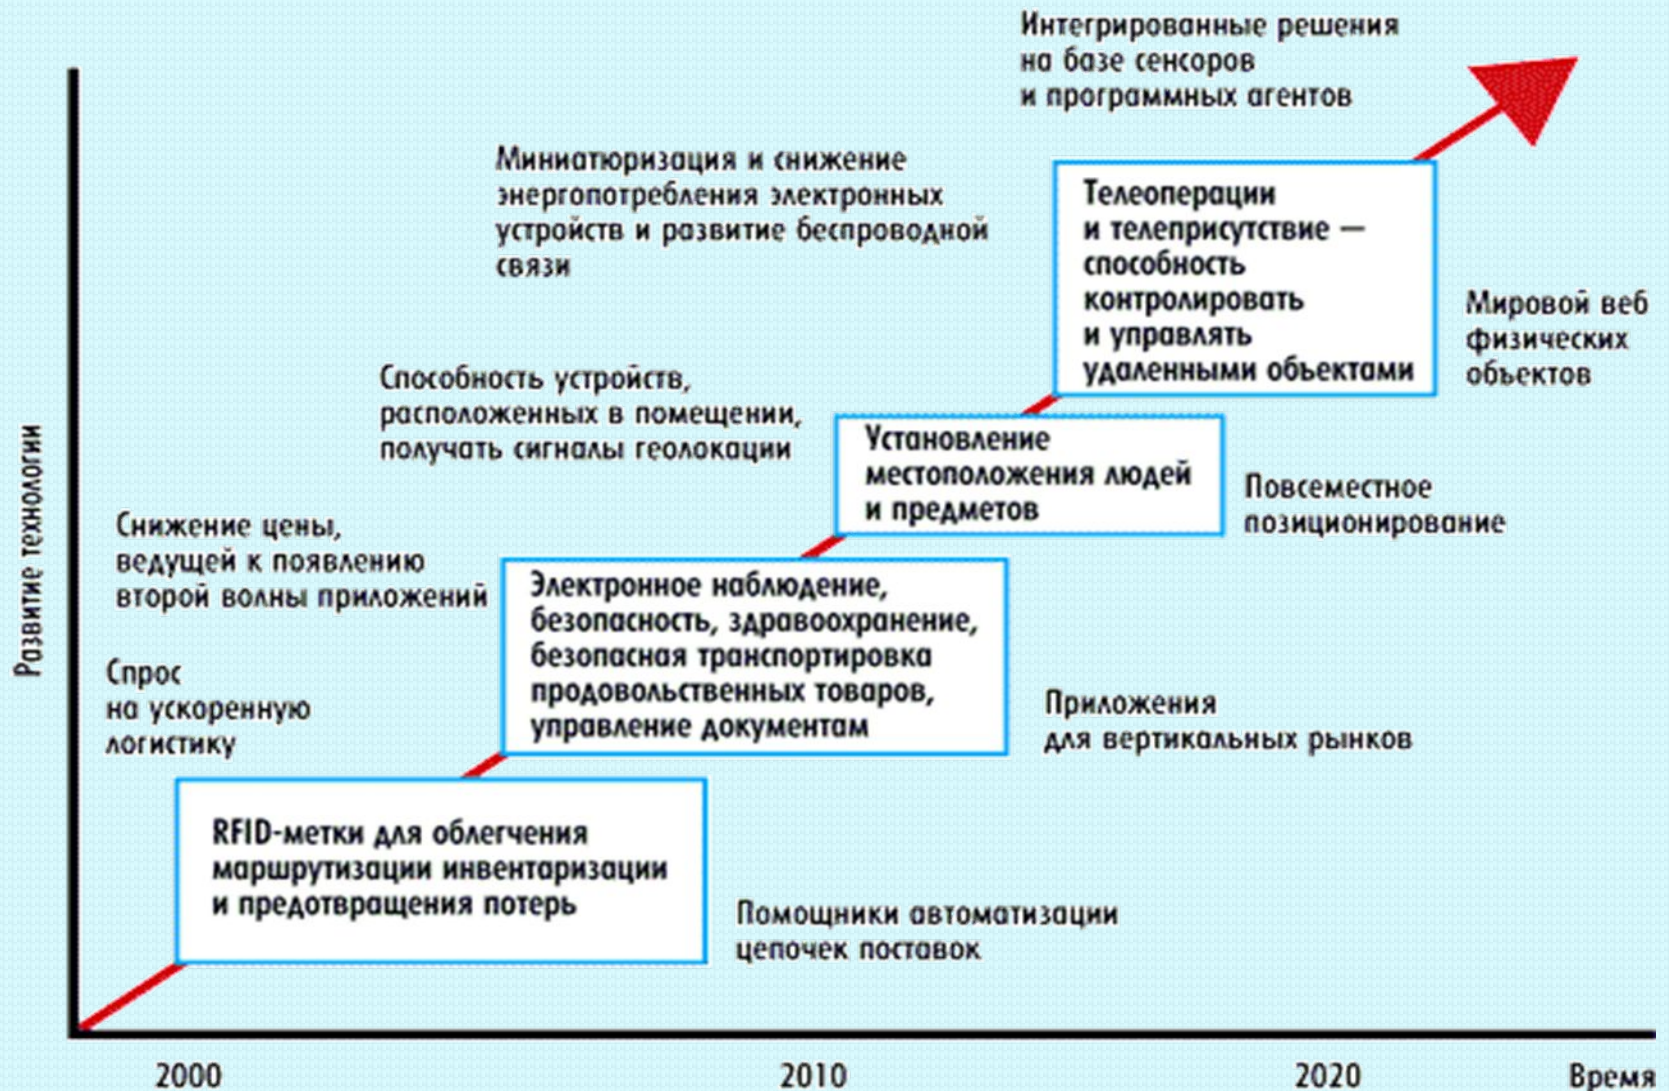 Интегрированные решения
на базе сенсоров
и программных агентов
Миниатюризация и снижение
энергопотребления электронных
устройств и развитие беспроводной
связи
Телеоперации
и телеприсутствие —
способность
контролировать
и управлять
удаленными объектами
Мировой веб
физических
объектов
Способность устройств,
расположенных в помещении,
получать сигналы геолокации
Установление
местоположения людей
и предметов
Повсеместное
позиционирование
Снижение цены,
ведущей к появлению
второй волны приложений
Электронное наблюдение,
безопасность, здравоохранение,
безопасная транспортировка
продовольственных товаров,
управление документам
Приложения
для вертикальных рынков
Спрос
на ускоренную
логистику
RFID-метки для облегчения
маршрутизации инвентаризации
и предотвращения потерь
Помощники автоматизации
цепочек поставок
Развитие технологии
2000
2010
2020
Время